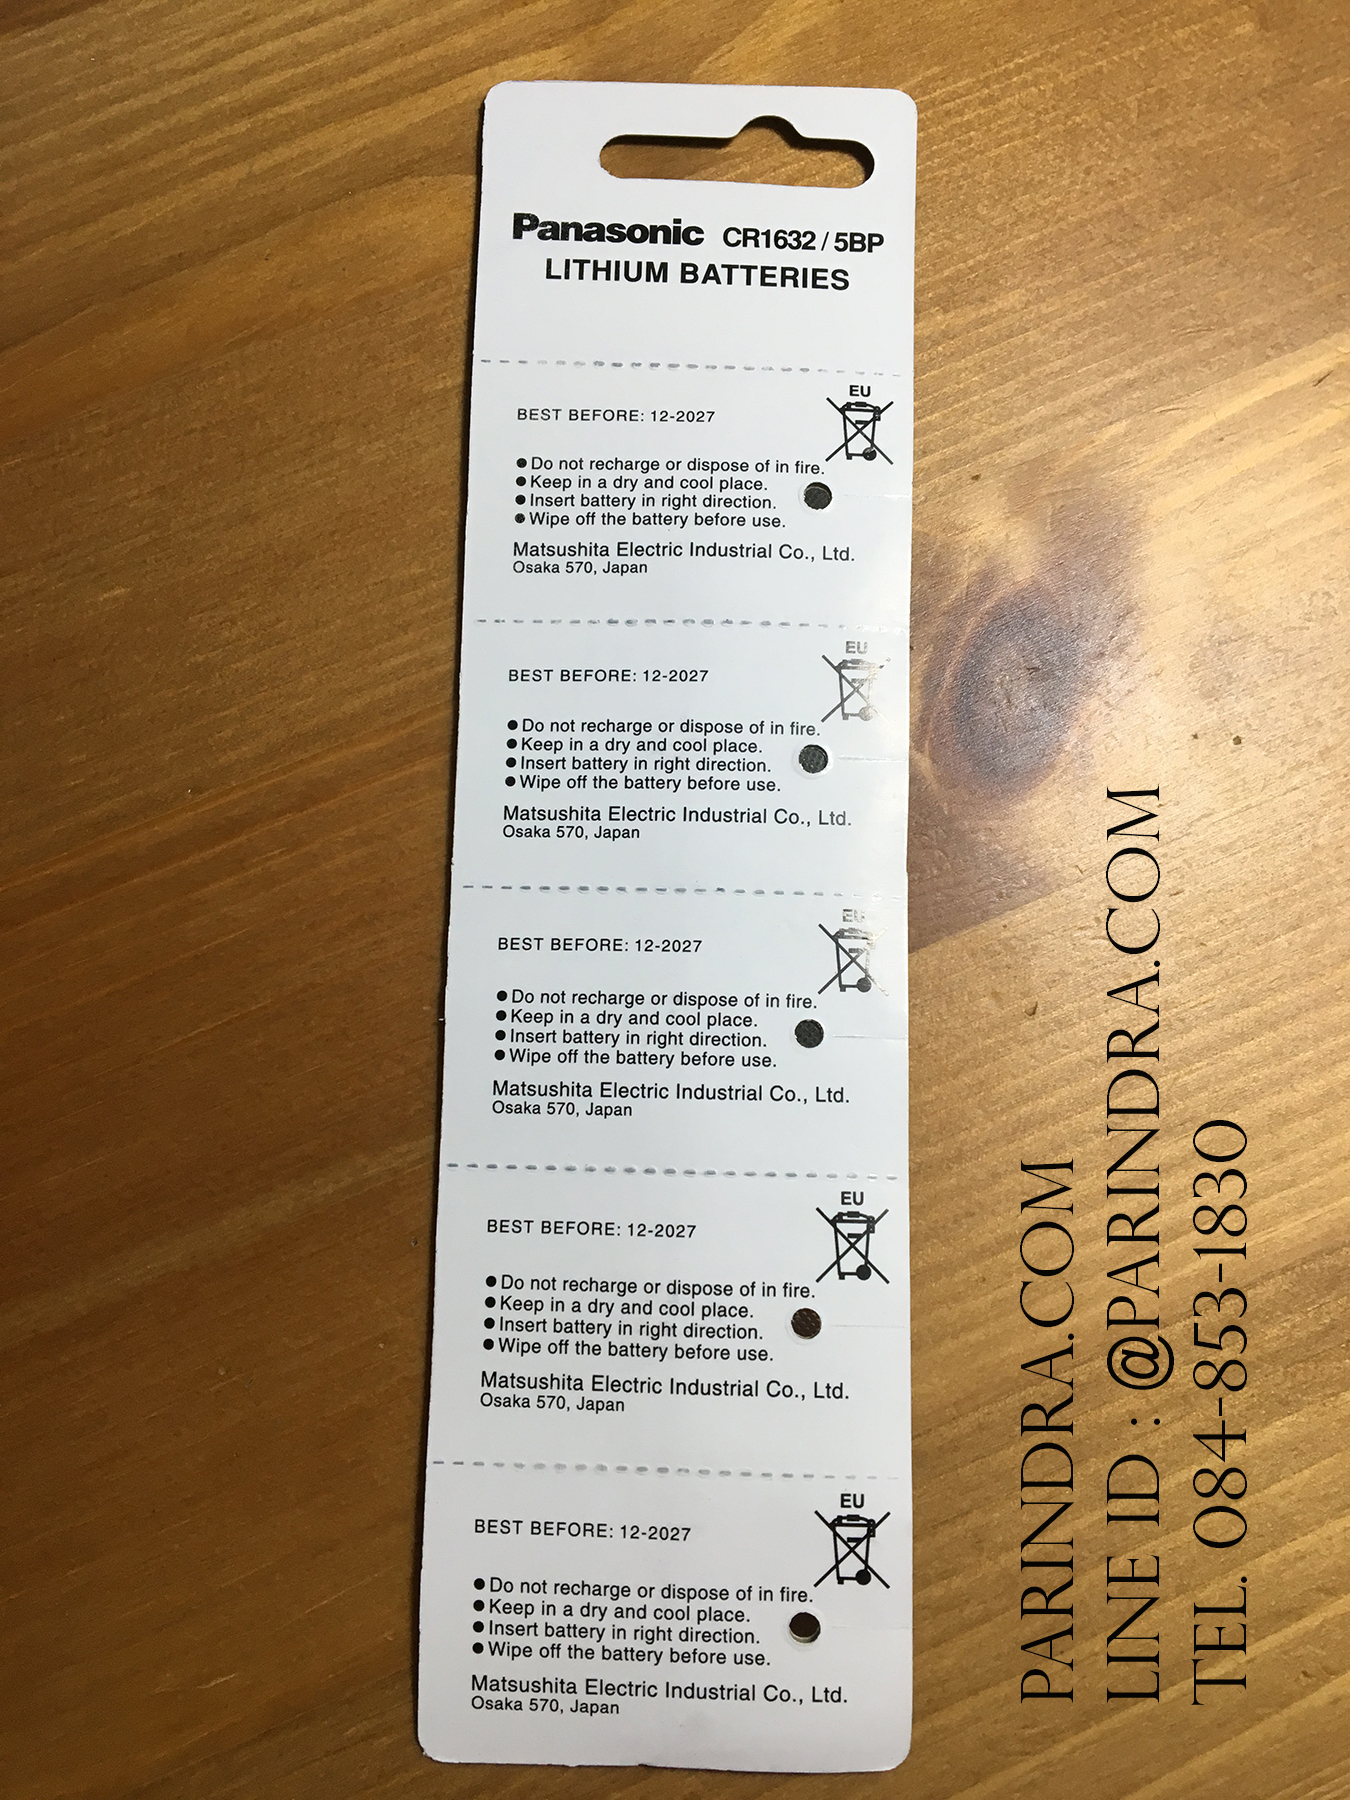 Panasonic CR1632 / 5BP
LITHIUM BATTERIES
EU
BEST BEFORE: 12-2027
●Do not recharge or dispose of in fire.
●Keep in a dry and cool place.
●Insert battery in right direction.
●Wipe off the battery before use.
Matsushita Electric Industrial Co., Ltd.
Osaka 570, Japan
EU
BEST BEFORE: 12-2027
●Do not recharge or dispose of in fire.
●Keep in a dry and cool place.
●Insert battery in right direction.
●Wipe off the battery before use.
Matsushita Electric Industrial Co., Ltd.
Osaka 570, Japan
EU
BEST BEFORE: 12-2027
●Do not recharge or dispose of in fire.
●Keep in a dry and cool place.
●Insert battery in right direction.
●Wipe off the battery before use.
Matsushita Electric Industrial Co., Ltd.
Osaka 570, Japan
EU
BEST BEFORE: 12-2027
●Do not recharge or dispose of in fire.
●Keep in a dry and cool place.
●Insert battery in right direction.
●Wipe off the battery before use.
Matsushita Electric Industrial Co., Ltd.
Osaka 570, Japan
EU
BEST BEFORE: 12-2027
●Do not recharge or dispose of in fire.
●Keep in a dry and cool place.
●Insert battery in right direction.
●Wipe off the battery before use.
Matsushita Electric Industrial Co., Ltd.
Osaka 570, Japan
PARINDRA.COM
LINE ID : @PARINDRA.COM
TEL. 084-853-1830